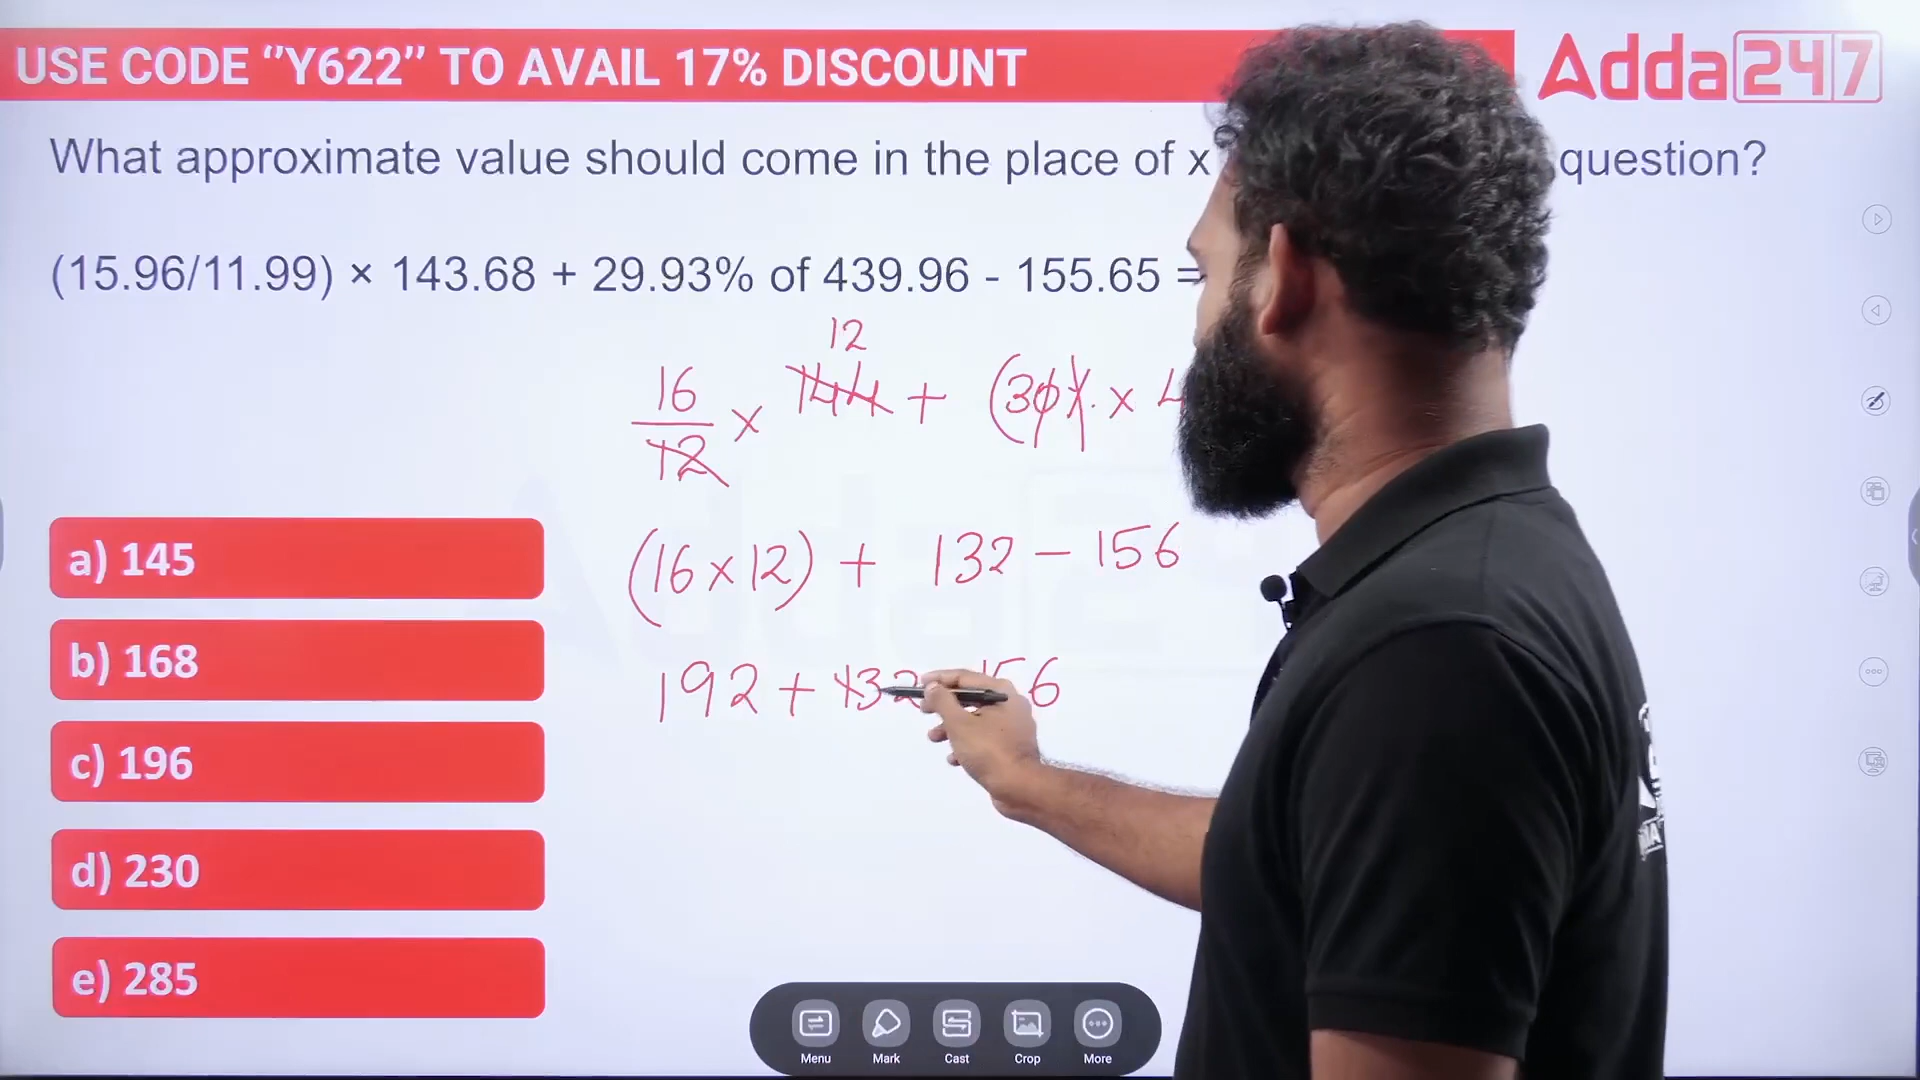 USE CODE “Y622” TO AVAIL 17% DISCOUNT
Adda247
What approximate value should come in the place of x question?
(15.96/11.99) × 143.68 + 29.93% of 439.96 - 155.65 =
12
16/12 × 144 + (30% × 4
(16×12) + 132 – 156
192 + 132 156
a) 145
b) 168
c) 196
d) 230
e) 285
Menu Mark Cast Crop More